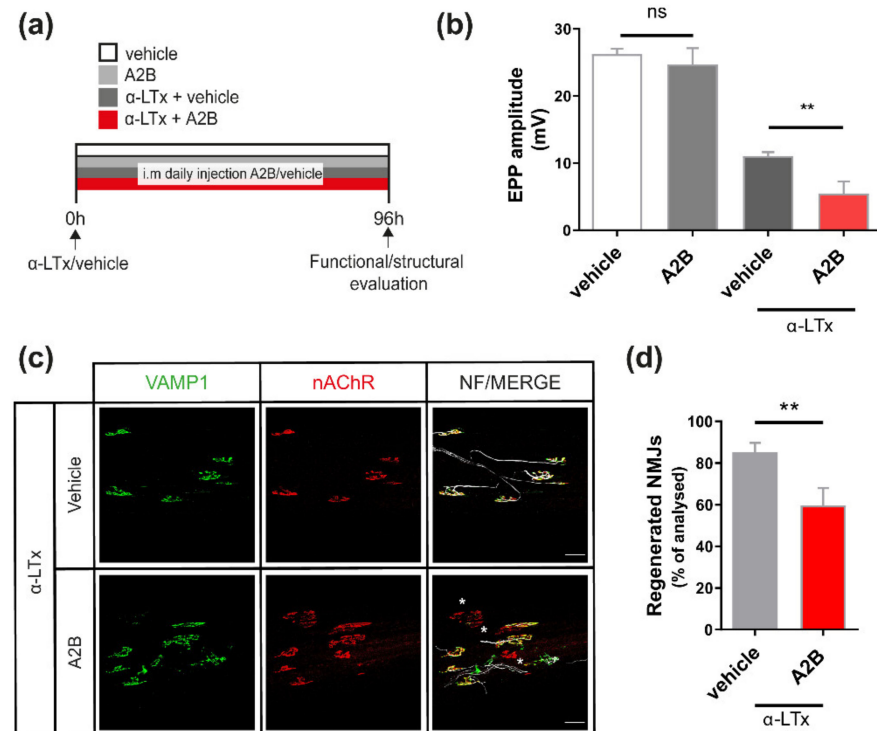 (a)
vehicle
A2B
α-LTx + vehicle
α-LTx + A2B
i.m daily injection A2B/vehicle
0h
96h
α-LTx/vehicle
Functional/structural
evaluation
(b)
EPP amplitude
(mV)
30
20
10
0
ns
**
vehicle
A2B
vehicle
A2B
α-LTx
(c)
VAMP1
nAChR
NF/MERGE
α-LTx
Vehicle
A2B
*
*
*
(d)
Regenerated NMJs
(% of analysed)
100
80
60
40
20
0
**
vehicle
A2B
α-LTx